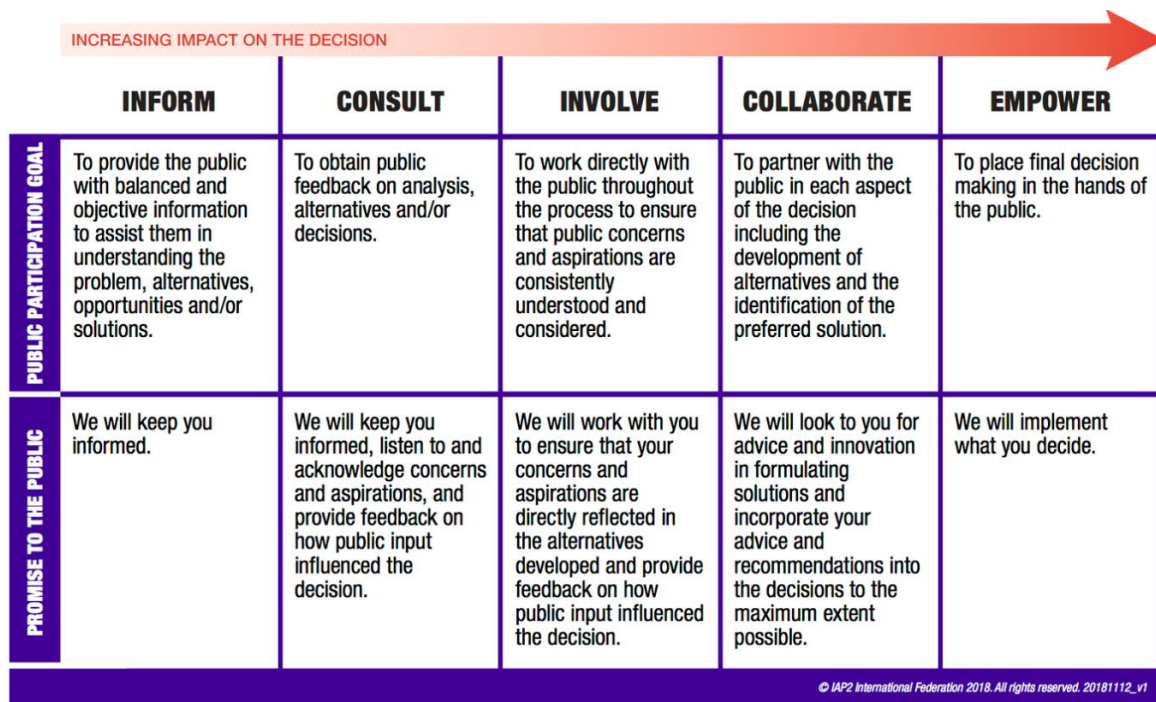 INCREASING IMPACT ON THE DECISION
INFORM
CONSULT
INVOLVE
COLLABORATE
EMPOWER
PUBLIC PARTICIPATION GOAL
To provide the public
with balanced and
objective information
to assist them in
understanding the
problem, alternatives,
opportunities and/or
solutions.
To obtain public
feedback on analysis,
alternatives and/or
decisions.
To work directly with
the public throughout
the process to ensure
that public concerns
and aspirations are
consistently
understood and
considered.
To partner with the
public in each aspect
of the decision
including the
development of
alternatives and the
identification of the
preferred solution.
To place final decision
making in the hands of
the public.
PROMISE TO THE PUBLIC
We will keep you
informed.
We will keep you
informed, listen to and
acknowledge concerns
and aspirations, and
provide feedback on
how public input
influenced the
decision.
We will work with you
to ensure that your
concerns and
aspirations are
directly reflected in
the alternatives
developed and provide
feedback on how
public input influenced
the decision.
We will look to you for
advice and innovation
in formulating
solutions and
incorporate your
advice and
recommendations into
the decisions to the
maximum extent
possible.
We will implement
what you decide.
© IAP2 International Federation 2018. All rights reserved. 20181112_v1